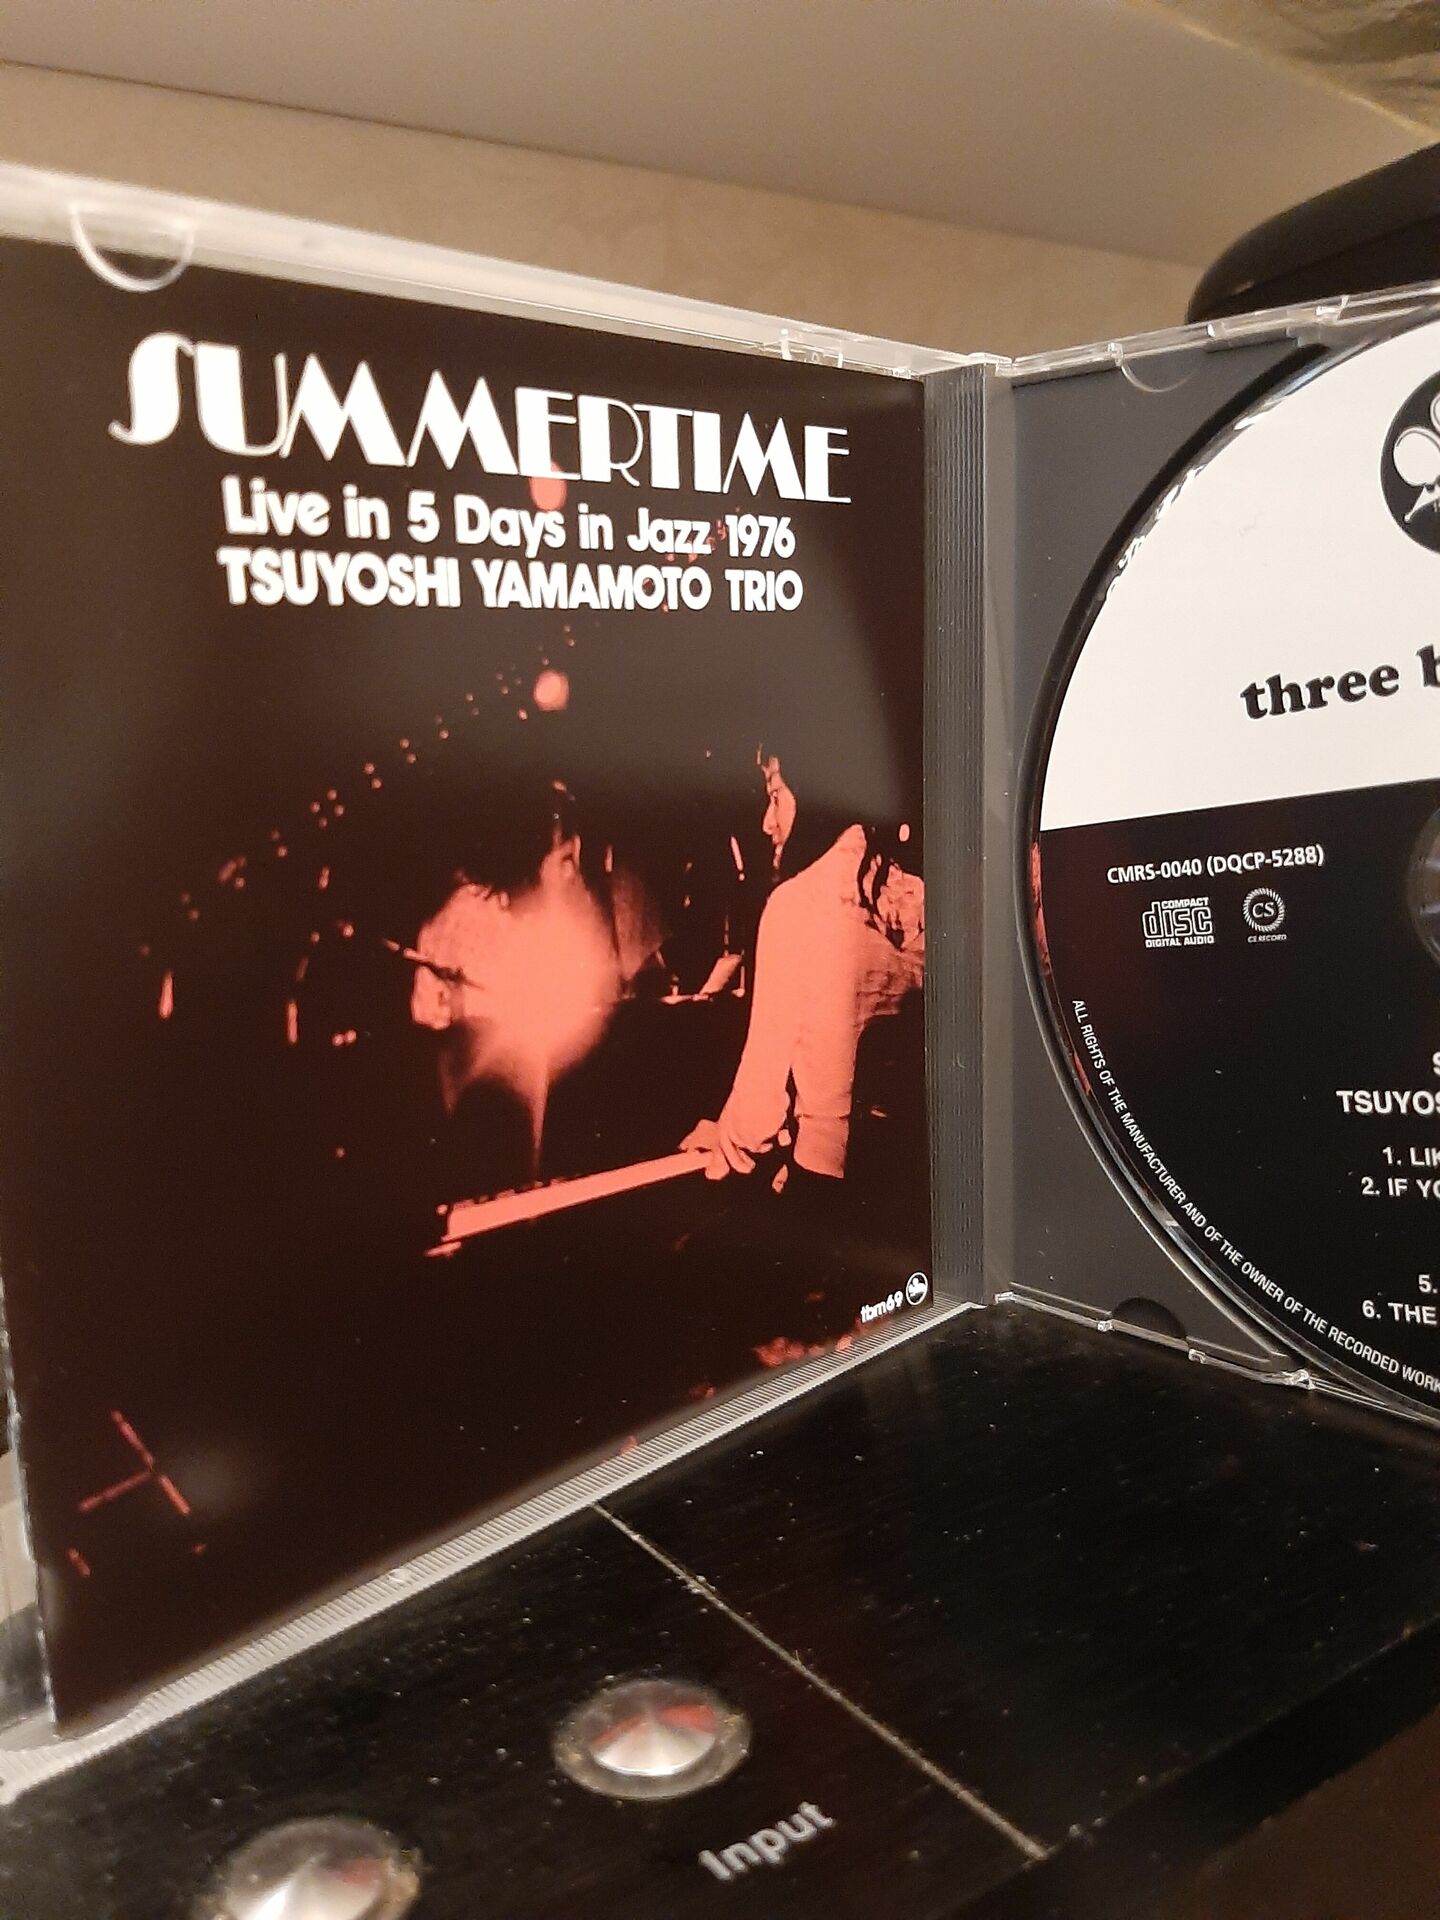 SUMMERTIME
Live in 5 Days in Jazz 1976
TSUYOSHI YAMAMOTO TRIO
tbm69
three b
CMRS-0040 (DQCP-5288)
COMPACT
disc
DIGITAL AUDIO
CS
CS RECORD
S
TSUYOS
1. LIK
2. IF YO
5.
6. THE
ALL RIGHTS OF THE MANUFACTURER AND OF THE OWNER OF THE RECORDED WORK
Input